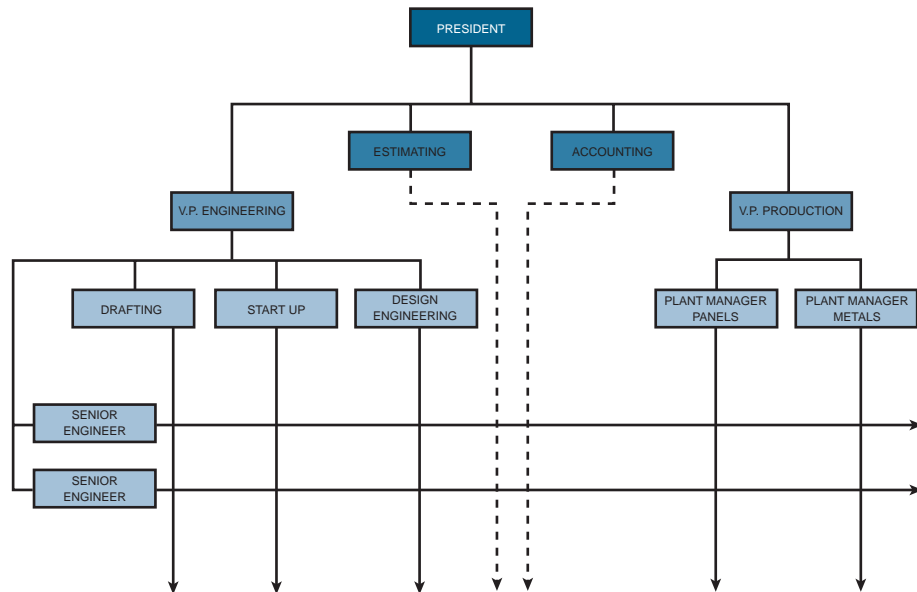 PRESIDENT
ESTIMATING
ACCOUNTING
V.P. ENGINEERING
V.P. PRODUCTION
DRAFTING
START UP
DESIGN
ENGINEERING
PLANT MANAGER
PANELS
PLANT MANAGER
METALS
SENIOR
ENGINEER
SENIOR
ENGINEER